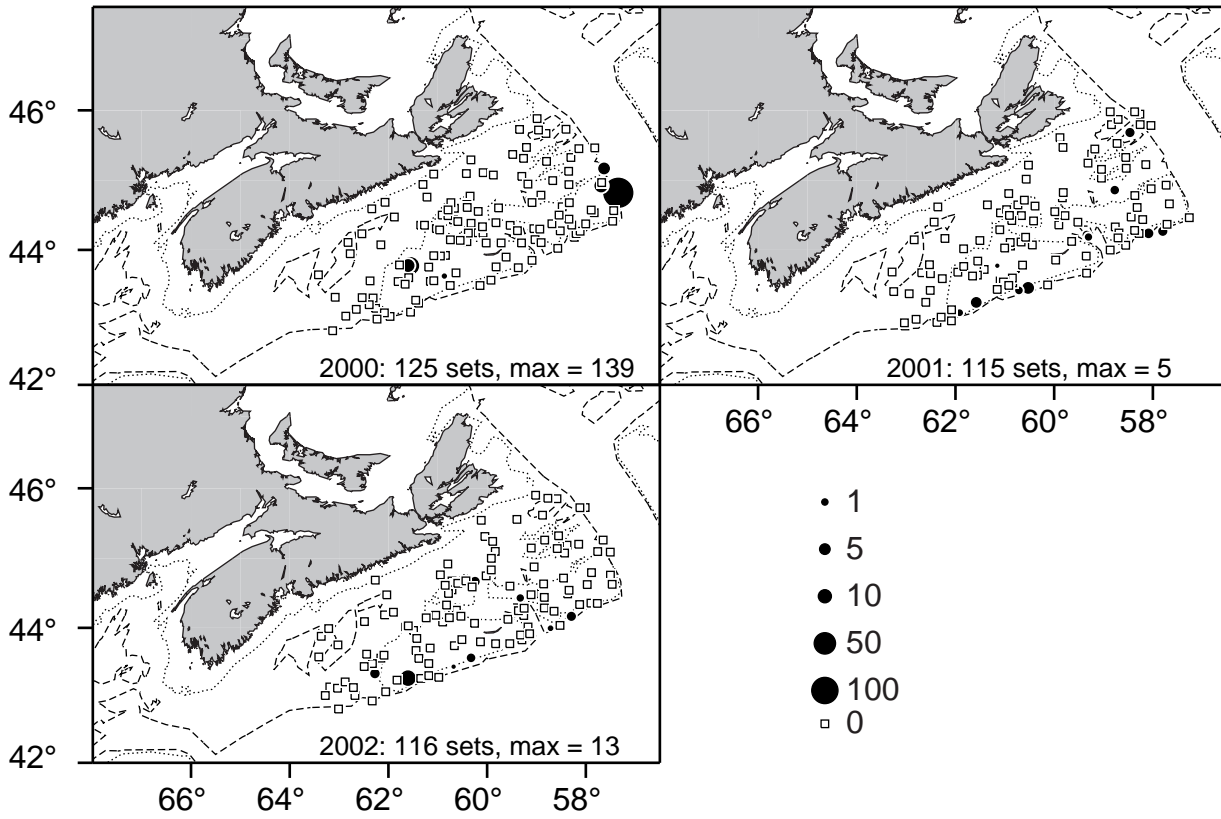 46°
44°
42°
2000: 125 sets, max = 139
2001: 115 sets, max = 5
66° 64° 62° 60° 58°
46°
44°
42°
2002: 116 sets, max = 13
66° 64° 62° 60° 58°
1
5
10
50
100
0